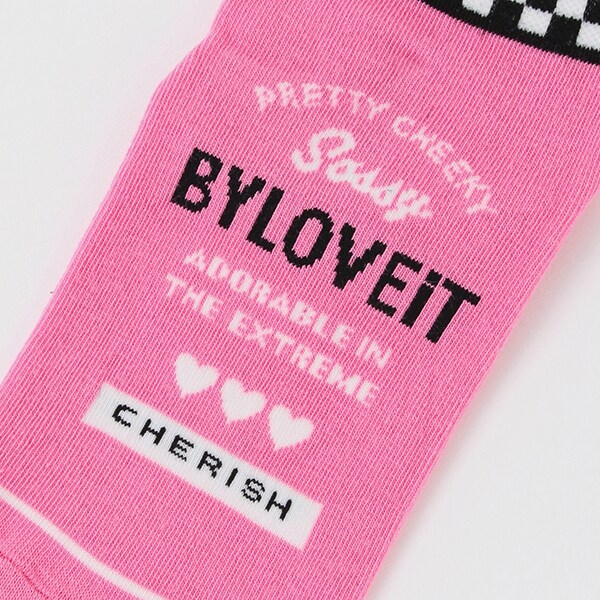 PRETTY CHEEKY
Sassy
BYLOVEiT
ADORABLE IN
THE EXTREME
CHERISH